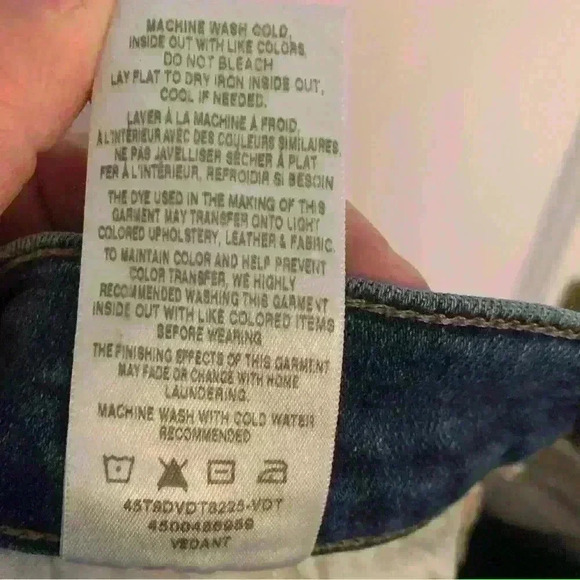 MACHINE WASH COLD,
INSIDE OUT WITH LIKE COLORS
DO NOT BLEACH
LAY FLAT TO DRY IRON INSIDE OUT,
COOL IF NEEDED.
LAVER À LA MACHINE A FROID,
A L'INTÉRIEUR AVEC DES COULEURS SIMILAIRES.
NE PAS JAVELLISER SÉCHER À PLAT
FER À L'INTÉRIEUR, REFROIDIR SI BESOIN
THE DYE USED IN THE MAKING OF THIS
GARMENT MAY TRANSFER ONTO LIGHT
COLORED UPHOLSTERY, LEATHER & FABRIC.
TO MAINTAIN COLOR AND HELP PREVENT
COLOR TRANSFER, WE HIGHLY
RECOMMENDED WASHING THIS GARMENT
INSIDE OUT WITH LIKE COLORED ITEMS
BEFORE WEARING
THE FINISHING EFFECTS OF THIS GARMENT
MAY FADE OR CHANGE WITH HOME
LAUNDERING.
MACHINE WASH WITH COLD WATER
RECOMMENDED
45T9DVDT8225-VDT
4500486989
VEDANT